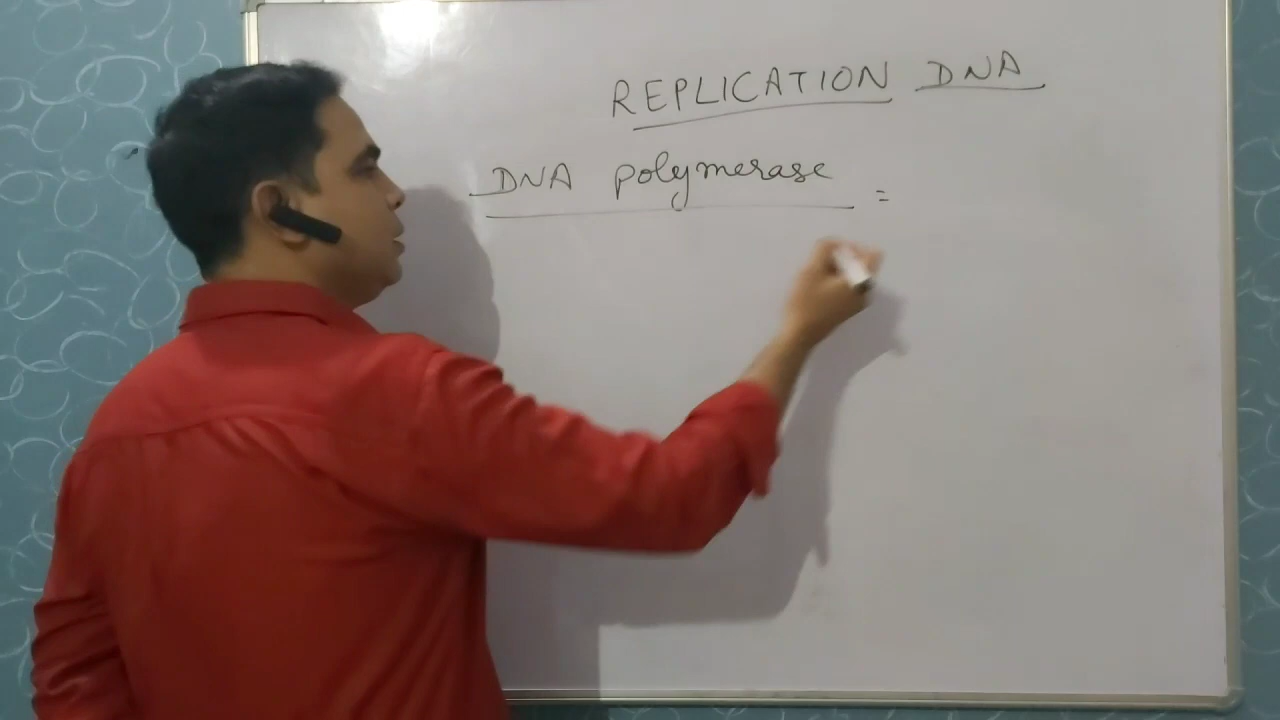 REPLICATION DNA
DNA polymerase =